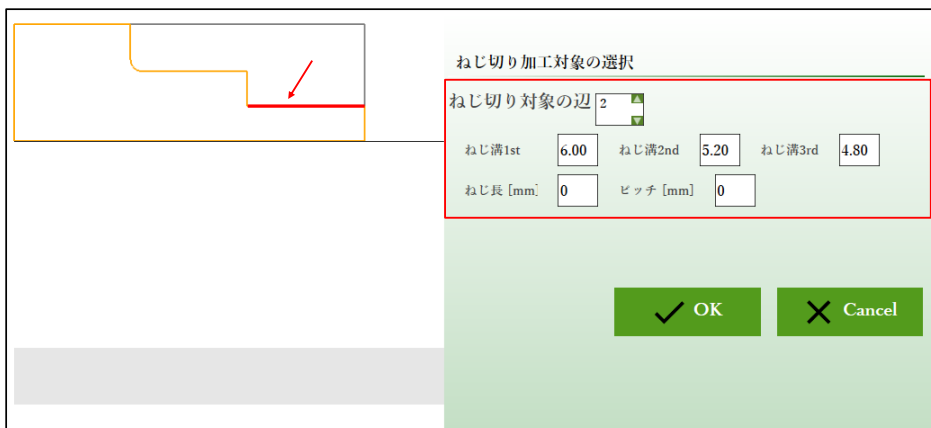 ねじ切り加工対象の選択
ねじ切り対象の辺 2
ねじ溝1st 6.00 ねじ溝2nd 5.20 ねじ溝3rd 4.80
ねじ長 [mm] 0 ピッチ [mm] 0
OK Cancel